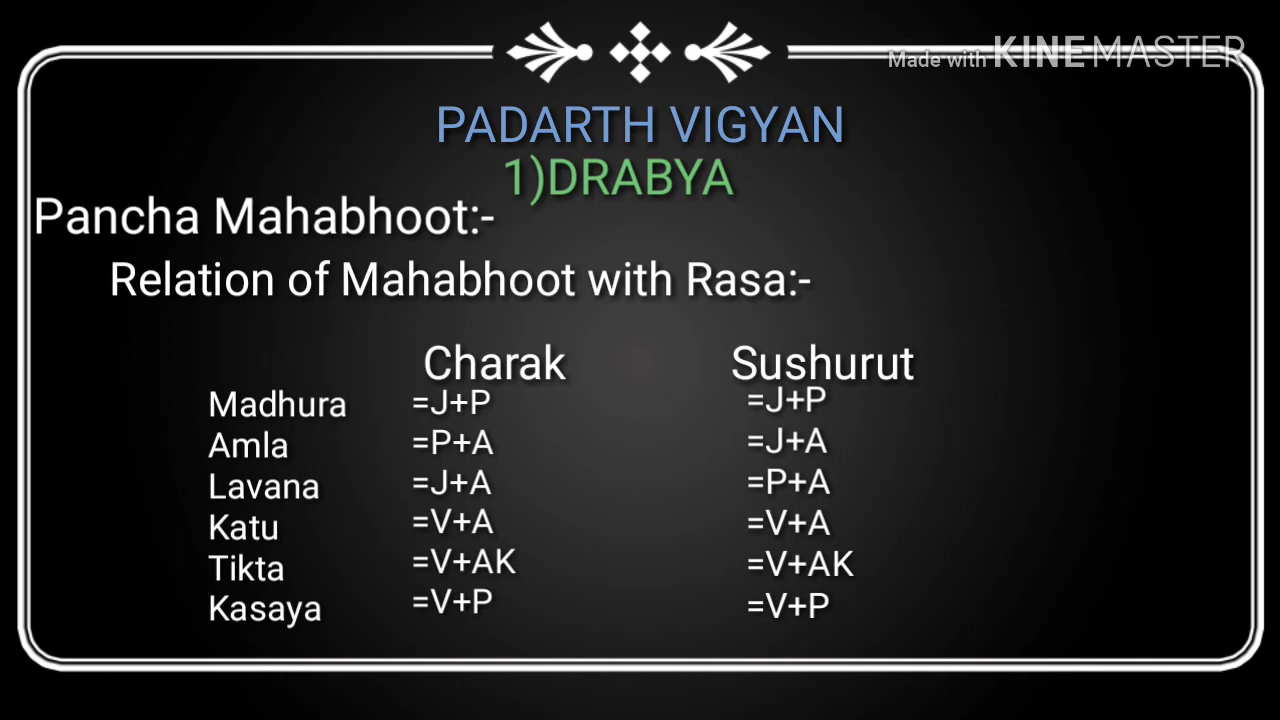 Made with KINEMASTER
PADARTH VIGYAN
1)DRABYA
Pancha Mahabhoot:-
Relation of Mahabhoot with Rasa:-
Charak Sushurut
Madhura =J+P =J+P
Amla =P+A =J+A
Lavana =J+A =P+A
Katu =V+A =V+A
Tikta =V+AK =V+AK
Kasaya =V+P =V+P